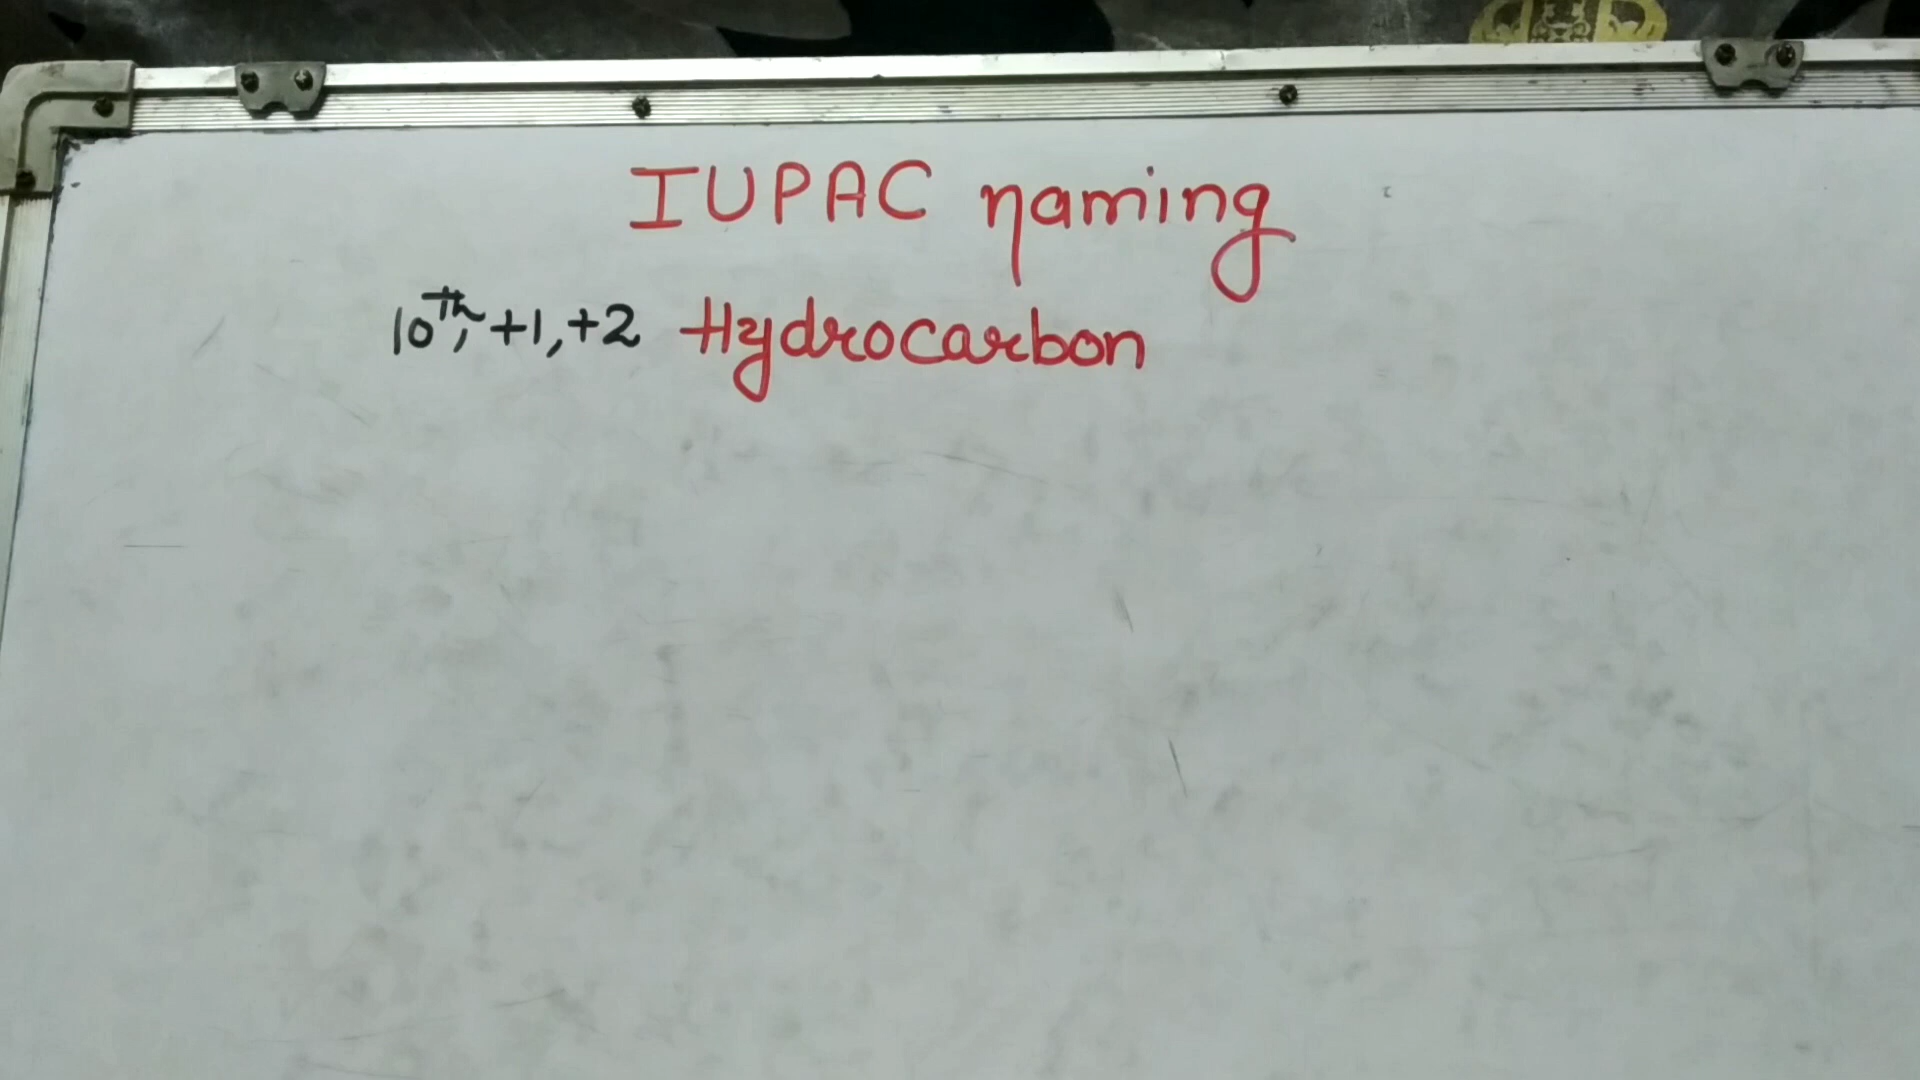 IUPAC naming
10Th, +1, +2 Hydrocarbon